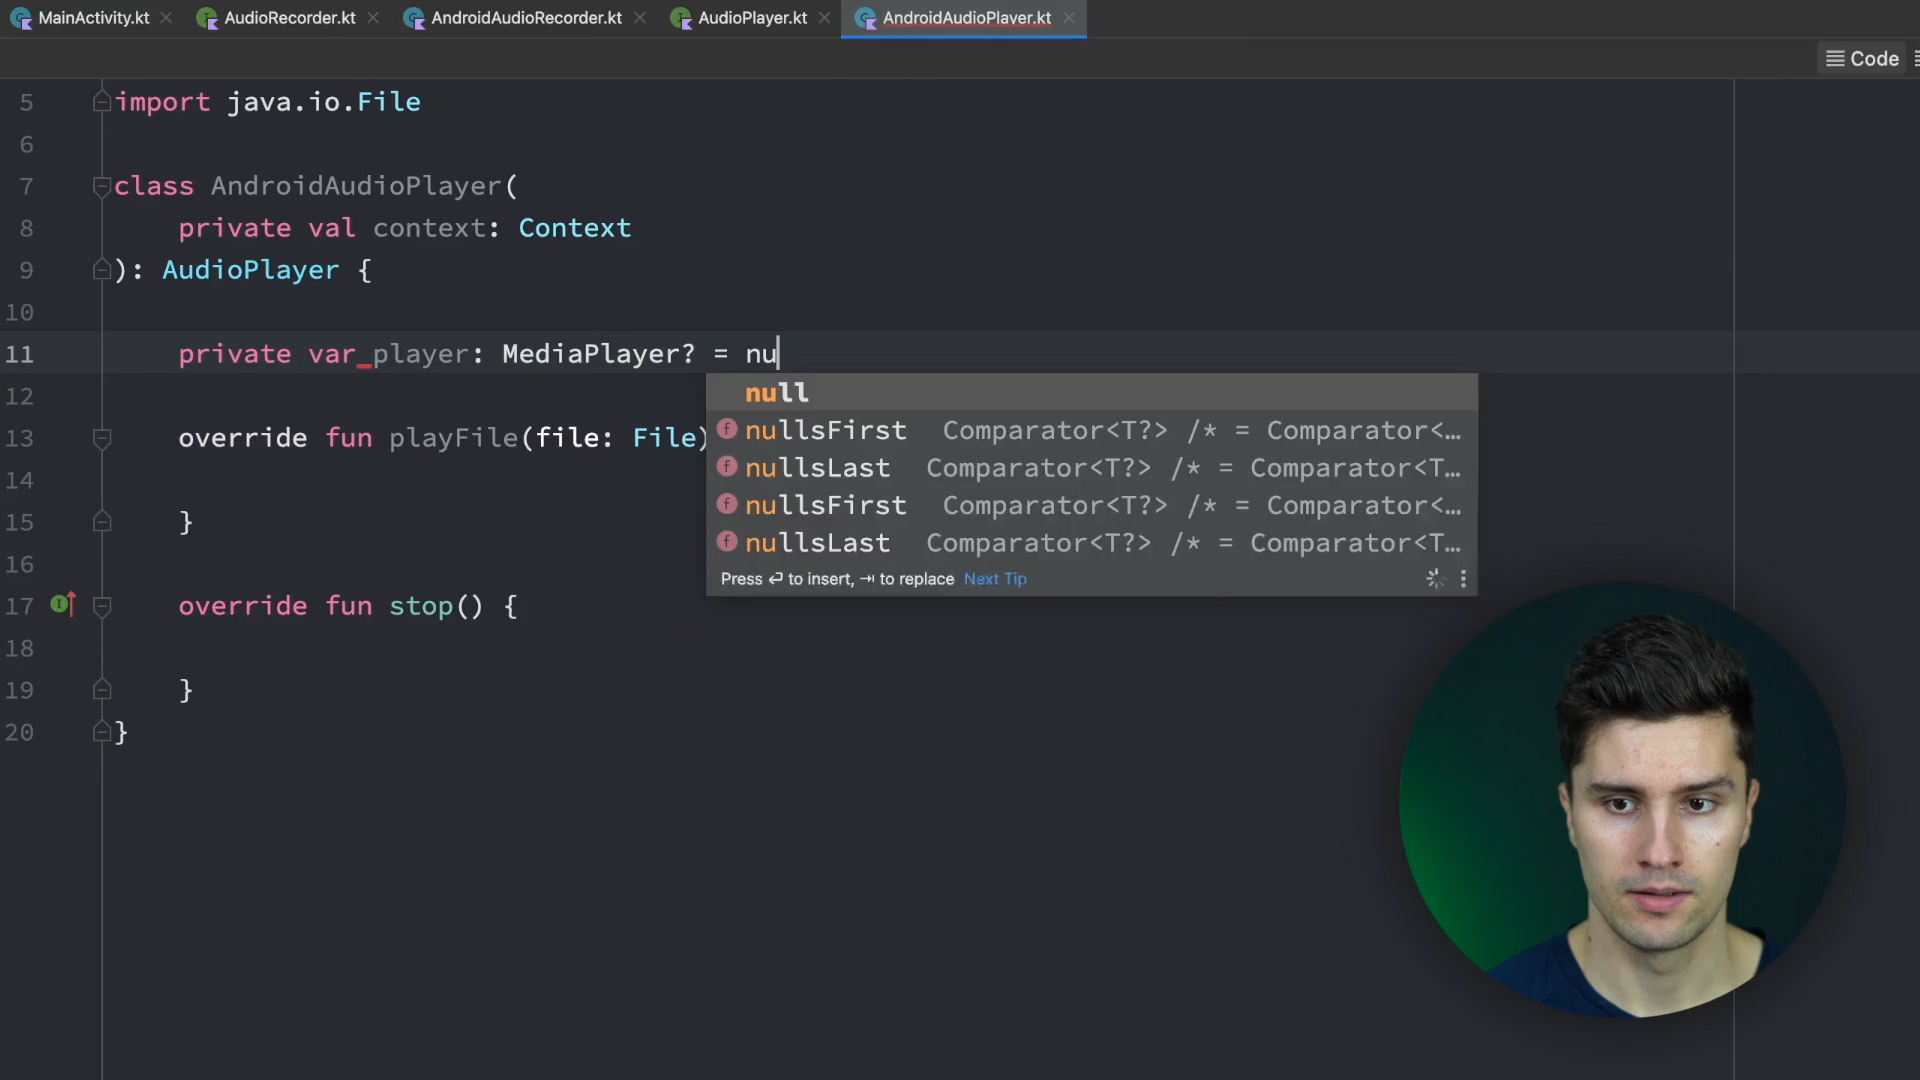 MainActivity.kt AudioRecorder.kt AndroidAudioRecorder.kt AudioPlayer.kt AndroidAudioPlayer.kt
Code
5 import java.io.File
6
7 class AndroidAudioPlayer(
8 private val context: Context
9 ): AudioPlayer {
10
11 private var player: MediaPlayer? = nu
12
null
13 override fun playFile(file: File)
nullsFirst Comparator<T?> /* = Comparator<…
14
nullsLast Comparator<T?> /* = Comparator<T…
nullsFirst Comparator<T?> /* = Comparator<…
15 }
nullsLast Comparator<T?> /* = Comparator<T…
16
Press ⏎ to insert, ⇥ to replace Next Tip
17 override fun stop() {
18
19 }
20 }